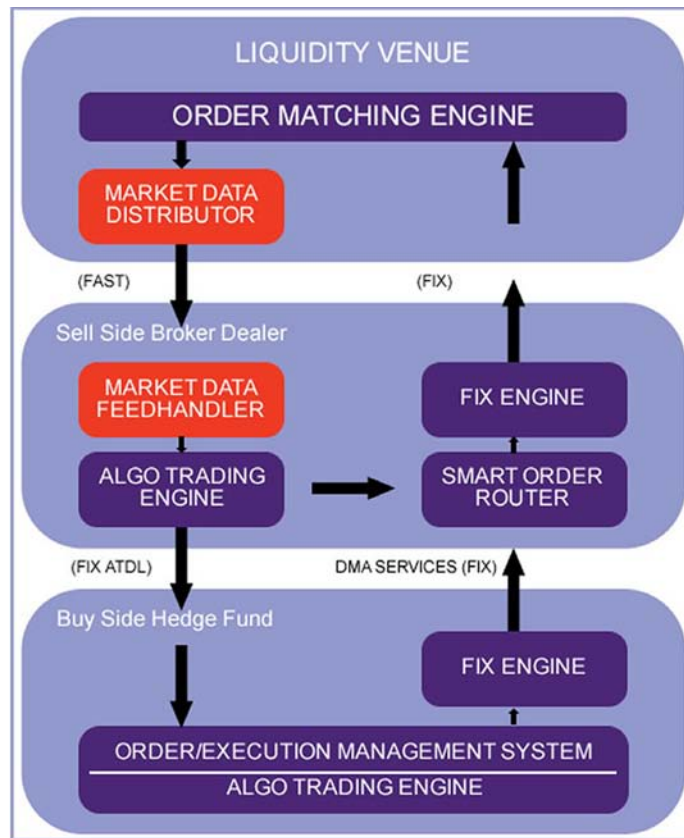 LIQUIDITY VENUE
ORDER MATCHING ENGINE
MARKET DATA
DISTRIBUTOR
(FAST)
(FIX)
Sell Side Broker Dealer
MARKET DATA
FEEDHANDLER
FIX ENGINE
ALGO TRADING
ENGINE
SMART ORDER
ROUTER
(FIX ATDL)
DMA SERVICES (FIX)
Buy Side Hedge Fund
FIX ENGINE
ORDER/EXECUTION MANAGEMENT SYSTEM
ALGO TRADING ENGINE